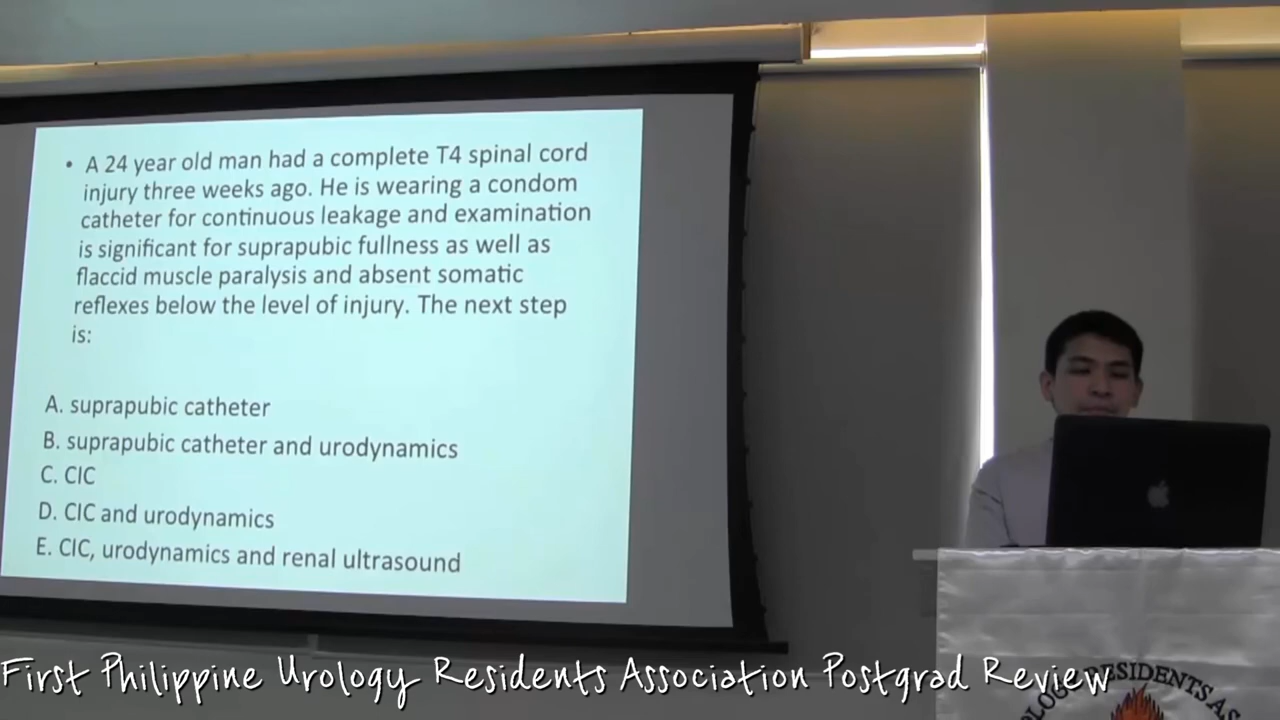 • A 24 year old man had a complete T4 spinal cord
injury three weeks ago. He is wearing a condom
catheter for continuous leakage and examination
is significant for suprapubic fullness as well as
flaccid muscle paralysis and absent somatic
reflexes below the level of injury. The next step
is:
A. suprapubic catheter
B. suprapubic catheter and urodynamics
C. CIC
D. CIC and urodynamics
E. CIC, urodynamics and renal ultrasound
First Philippine Urology Residents Association Postgrad Review